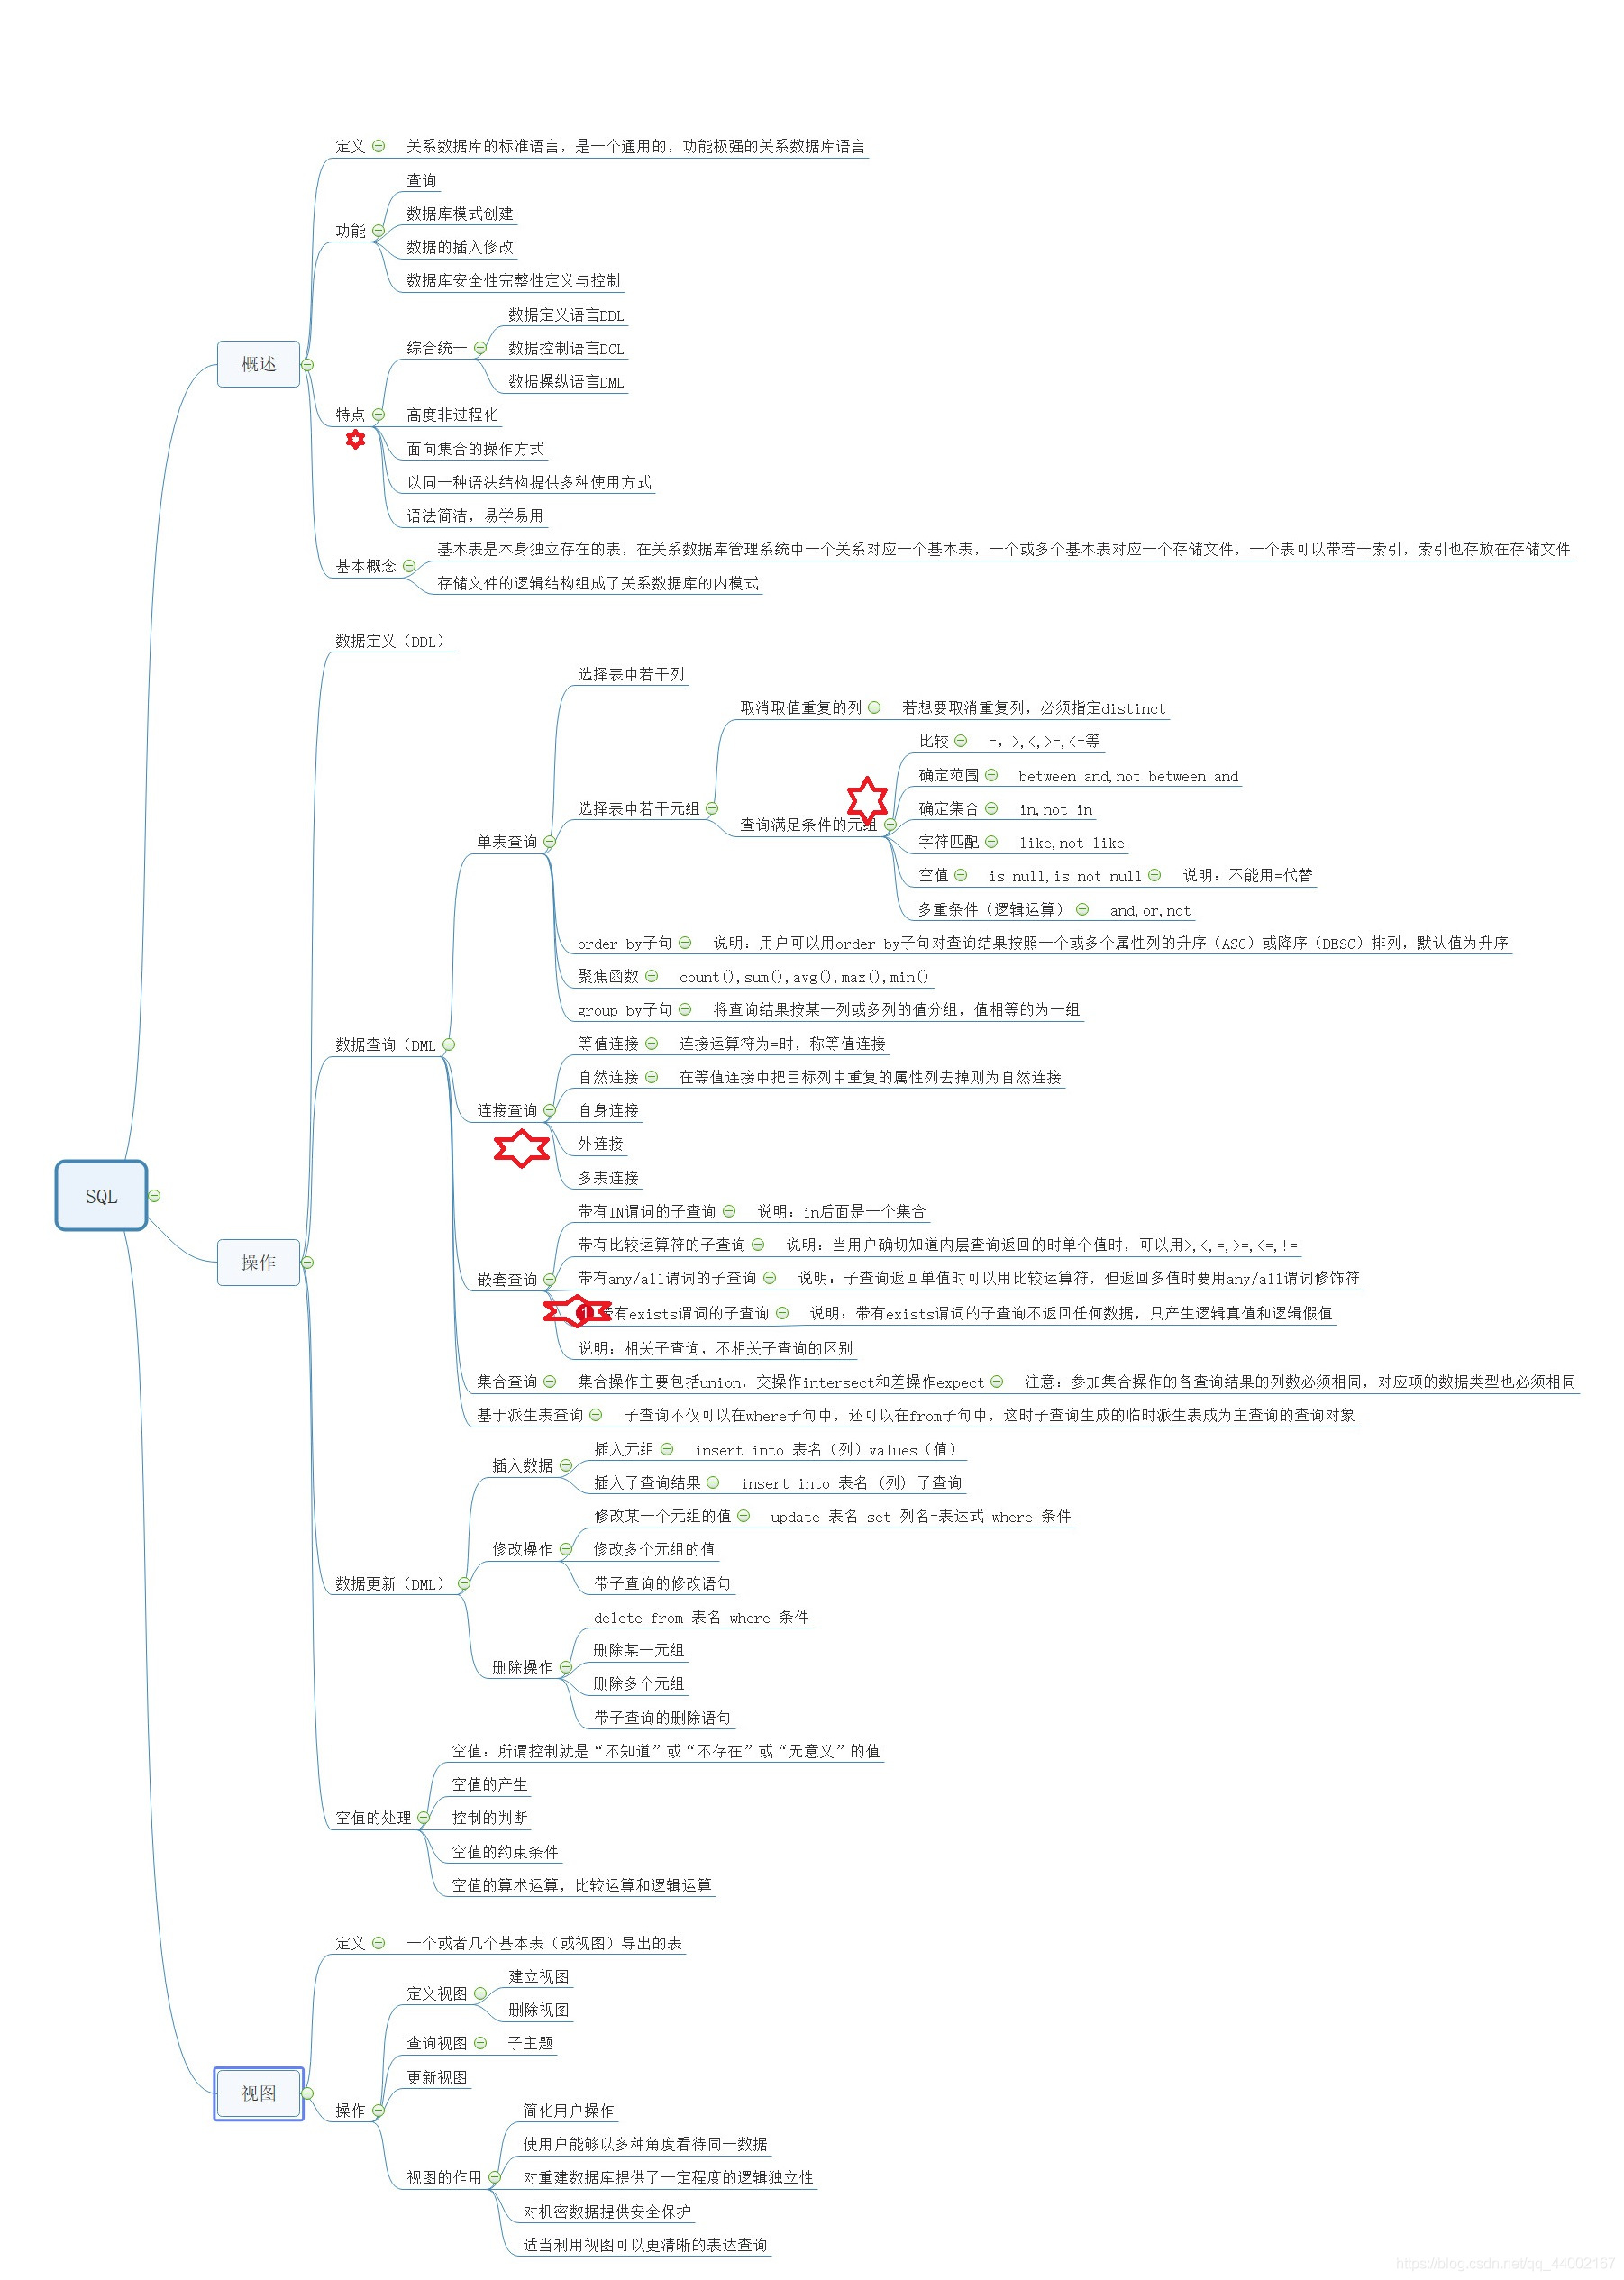 定义
关系数据库的标准语言，是一个通用的，功能极强的关系数据库语言
查询
数据库模式创建
功能
数据的插入修改
数据库安全性完整性定义与控制
数据定义语言DDL
综合统一
数据控制语言DCL
数据操纵语言DML
概述
特点
高度非过程化
面向集合的操作方式
以同一种语法结构提供多种使用方式
语法简洁，易学易用
基本表是本身独立存在的表，在关系数据库管理系统中一个关系对应一个基本表，一个或多个基本表对应一个存储文件，一个表可以带若干索引，索引也存放在存储文件
基本概念
存储文件的逻辑结构组成了关系数据库的内模式
数据定义（DDL）
选择表中若干列
取消取值重复的列
若想要取消重复列，必须指定distinct
比较
=，>,<,>=,<=等
确定范围
between and,not between and
选择表中若干元组
确定集合
in,not in
查询满足条件的元组
单表查询
字符匹配
like,not like
空值
is null,is not null
说明：不能用=代替
多重条件（逻辑运算）
and,or,not
order by子句
说明：用户可以用order by子句对查询结果按照一个或多个属性列的升序（ASC）或降序（DESC）排列，默认值为升序
聚焦函数
count(),sum(),avg(),max(),min()
group by子句
将查询结果按某一列或多列的值分组，值相等的为一组
数据查询（DML
等值连接
连接运算符为=时，称等值连接
自然连接
在等值连接中把目标列中重复的属性列去掉则为自然连接
连接查询
自身连接
外连接
多表连接
SQL
带有IN谓词的子查询
说明：in后面是一个集合
带有比较运算符的子查询
说明：当用户确切知道内层查询返回的时单个值时，可以用>,<,=,>=,<=,!=
操作
嵌套查询
带有any/all谓词的子查询
说明：子查询返回单值时可以用比较运算符，但返回多值时要用any/all谓词修饰符
1
带有exists谓词的子查询
说明：带有exists谓词的子查询不返回任何数据，只产生逻辑真值和逻辑假值
说明：相关子查询，不相关子查询的区别
集合查询
集合操作主要包括union，交操作intersect和差操作expect
注意：参加集合操作的各查询结果的列数必须相同，对应项的数据类型也必须相同
基于派生表查询
子查询不仅可以在where子句中，还可以在from子句中，这时子查询生成的临时派生表成为主查询的查询对象
插入元组
insert into 表名（列）values（值）
插入数据
插入子查询结果
insert into 表名 (列) 子查询
修改某一个元组的值
update 表名 set 列名=表达式 where 条件
修改操作
修改多个元组的值
数据更新（DML）
带子查询的修改语句
delete from 表名 where 条件
删除某一元组
删除操作
删除多个元组
带子查询的删除语句
空值：所谓控制就是“不知道”或“不存在”或“无意义”的值
空值的产生
空值的处理
控制的判断
空值的约束条件
空值的算术运算，比较运算和逻辑运算
定义
一个或者几个基本表（或视图）导出的表
建立视图
定义视图
删除视图
查询视图
子主题
更新视图
视图
操作
简化用户操作
使用户能够以多种角度看待同一数据
视图的作用
对重建数据库提供了一定程度的逻辑独立性
对机密数据提供安全保护
适当利用视图可以更清晰的表达查询
https://blog.csdn.net/qq_44002167